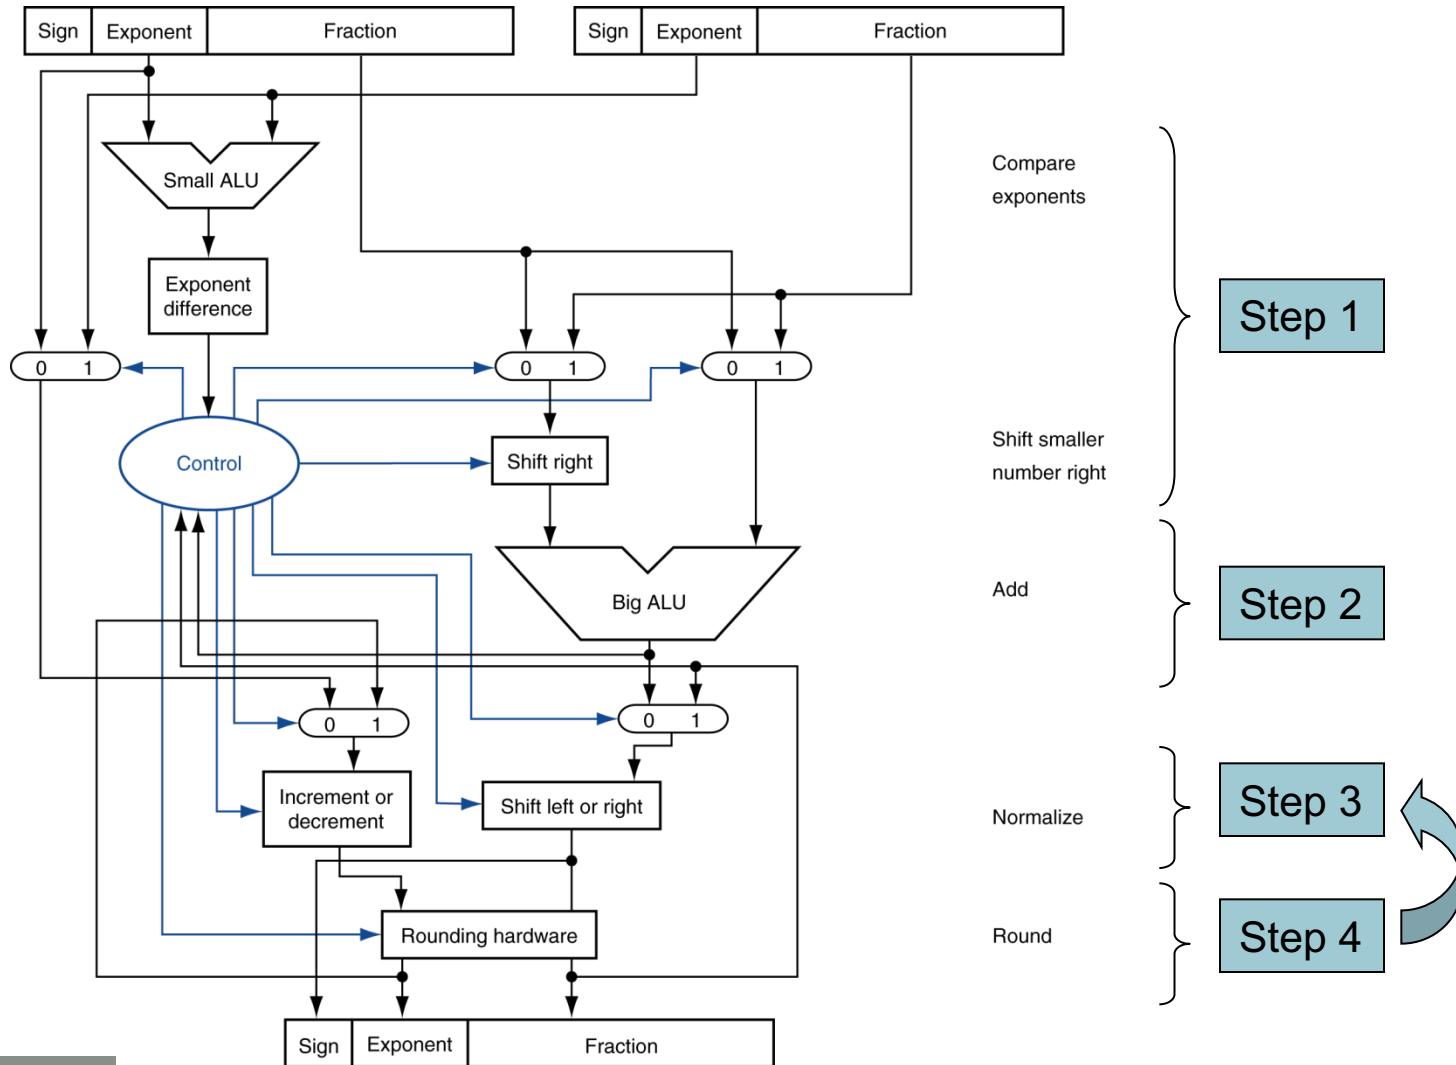 Sign Exponent Fraction
Sign Exponent Fraction
Small ALU
Compare
exponents
Exponent
difference
Step 1
0 1
0 1
0 1
Control
Shift right
Shift smaller
number right
Big ALU
Add
Step 2
0 1
0 1
Increment or
decrement
Shift left or right
Normalize
Step 3
Rounding hardware
Round
Step 4
Sign Exponent Fraction